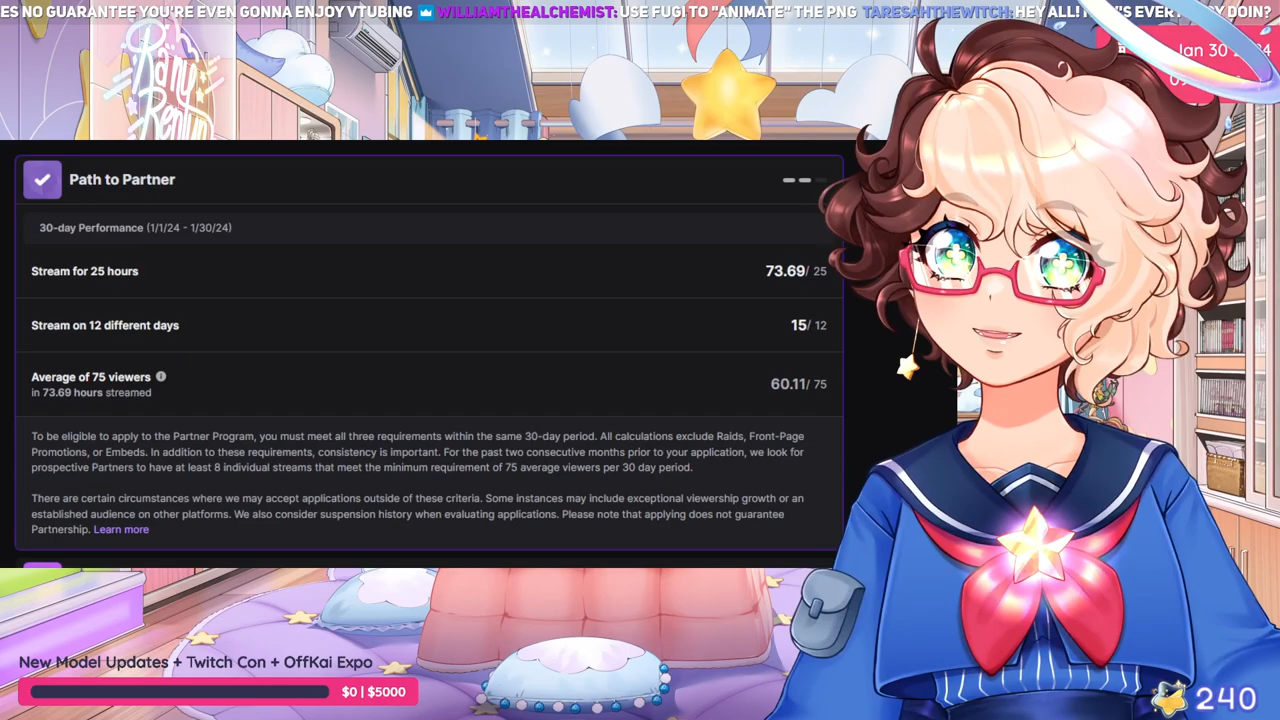 ES NO GUARANTEE YOU'RE EVEN GONNA ENJOY VTUBING WILLIAMTHEALCHEMIST: USE FUGI TO "ANIMATE" THE PNG TARESAHTHEWITCH: HEY ALL! DOIN?
Jan 30
Path to Partner
30-day Performance (1/1/24 - 1/30/24)
Stream for 25 hours
73.69/ 25
Stream on 12 different days
15/ 12
Average of 75 viewers
in 73.69 hours streamed
60.11/ 75
To be eligible to apply to the Partner Program, you must meet all three requirements within the same 30-day period. All calculations exclude Raids, Front-Page
Promotions, or Embeds. In addition to these requirements, consistency is important. For the past two consecutive months prior to your application, we look for
prospective Partners to have at least 8 individual streams that meet the minimum requirement of 75 average viewers per 30 day period.
There are certain circumstances where we may accept applications outside of these criteria. Some instances may include exceptional viewership growth or an
established audience on other platforms. We also consider suspension history when evaluating applications. Please note that applying does not guarantee
Partnership. Learn more
New Model Updates + Twitch Con + OffKai Expo
$0 | $5000
240